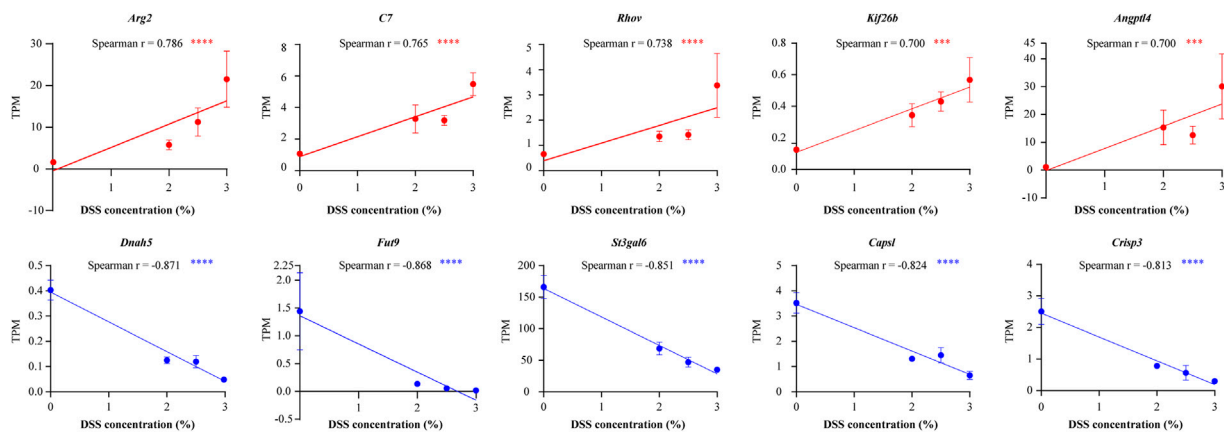 Arg2
Spearman r = 0.786 ****
TPM
30
20
10
0
-10
1
2
3
DSS concentration (%)
C7
Spearman r = 0.765 ****
TPM
8
6
4
2
0
0
1
2
3
DSS concentration (%)
Rhov
Spearman r = 0.738 ****
TPM
5
4
3
2
1
0
0
1
2
3
DSS concentration (%)
Kif26b
Spearman r = 0.700 ***
TPM
0.8
0.6
0.4
0.2
0.0
0
1
2
3
DSS concentration (%)
Angptl4
Spearman r = 0.700 ***
TPM
45
40
30
20
10
0
-10
1
2
3
DSS concentration (%)
Dnah5
Spearman r = -0.871 ****
TPM
0.5
0.4
0.3
0.2
0.1
0.0
0
1
2
3
DSS concentration (%)
Fut9
Spearman r = -0.868 ****
TPM
2.25
2.0
1.5
1.0
0.5
0.0
-0.5
1
2
3
DSS concentration (%)
St3gal6
Spearman r = -0.851 ****
TPM
200
150
100
50
0
0
1
2
3
DSS concentration (%)
Capsl
Spearman r = -0.824 ****
TPM
5
4
3
2
1
0
0
1
2
3
DSS concentration (%)
Crisp3
Spearman r = -0.813 ****
TPM
4
3
2
1
0
0
1
2
3
DSS concentration (%)